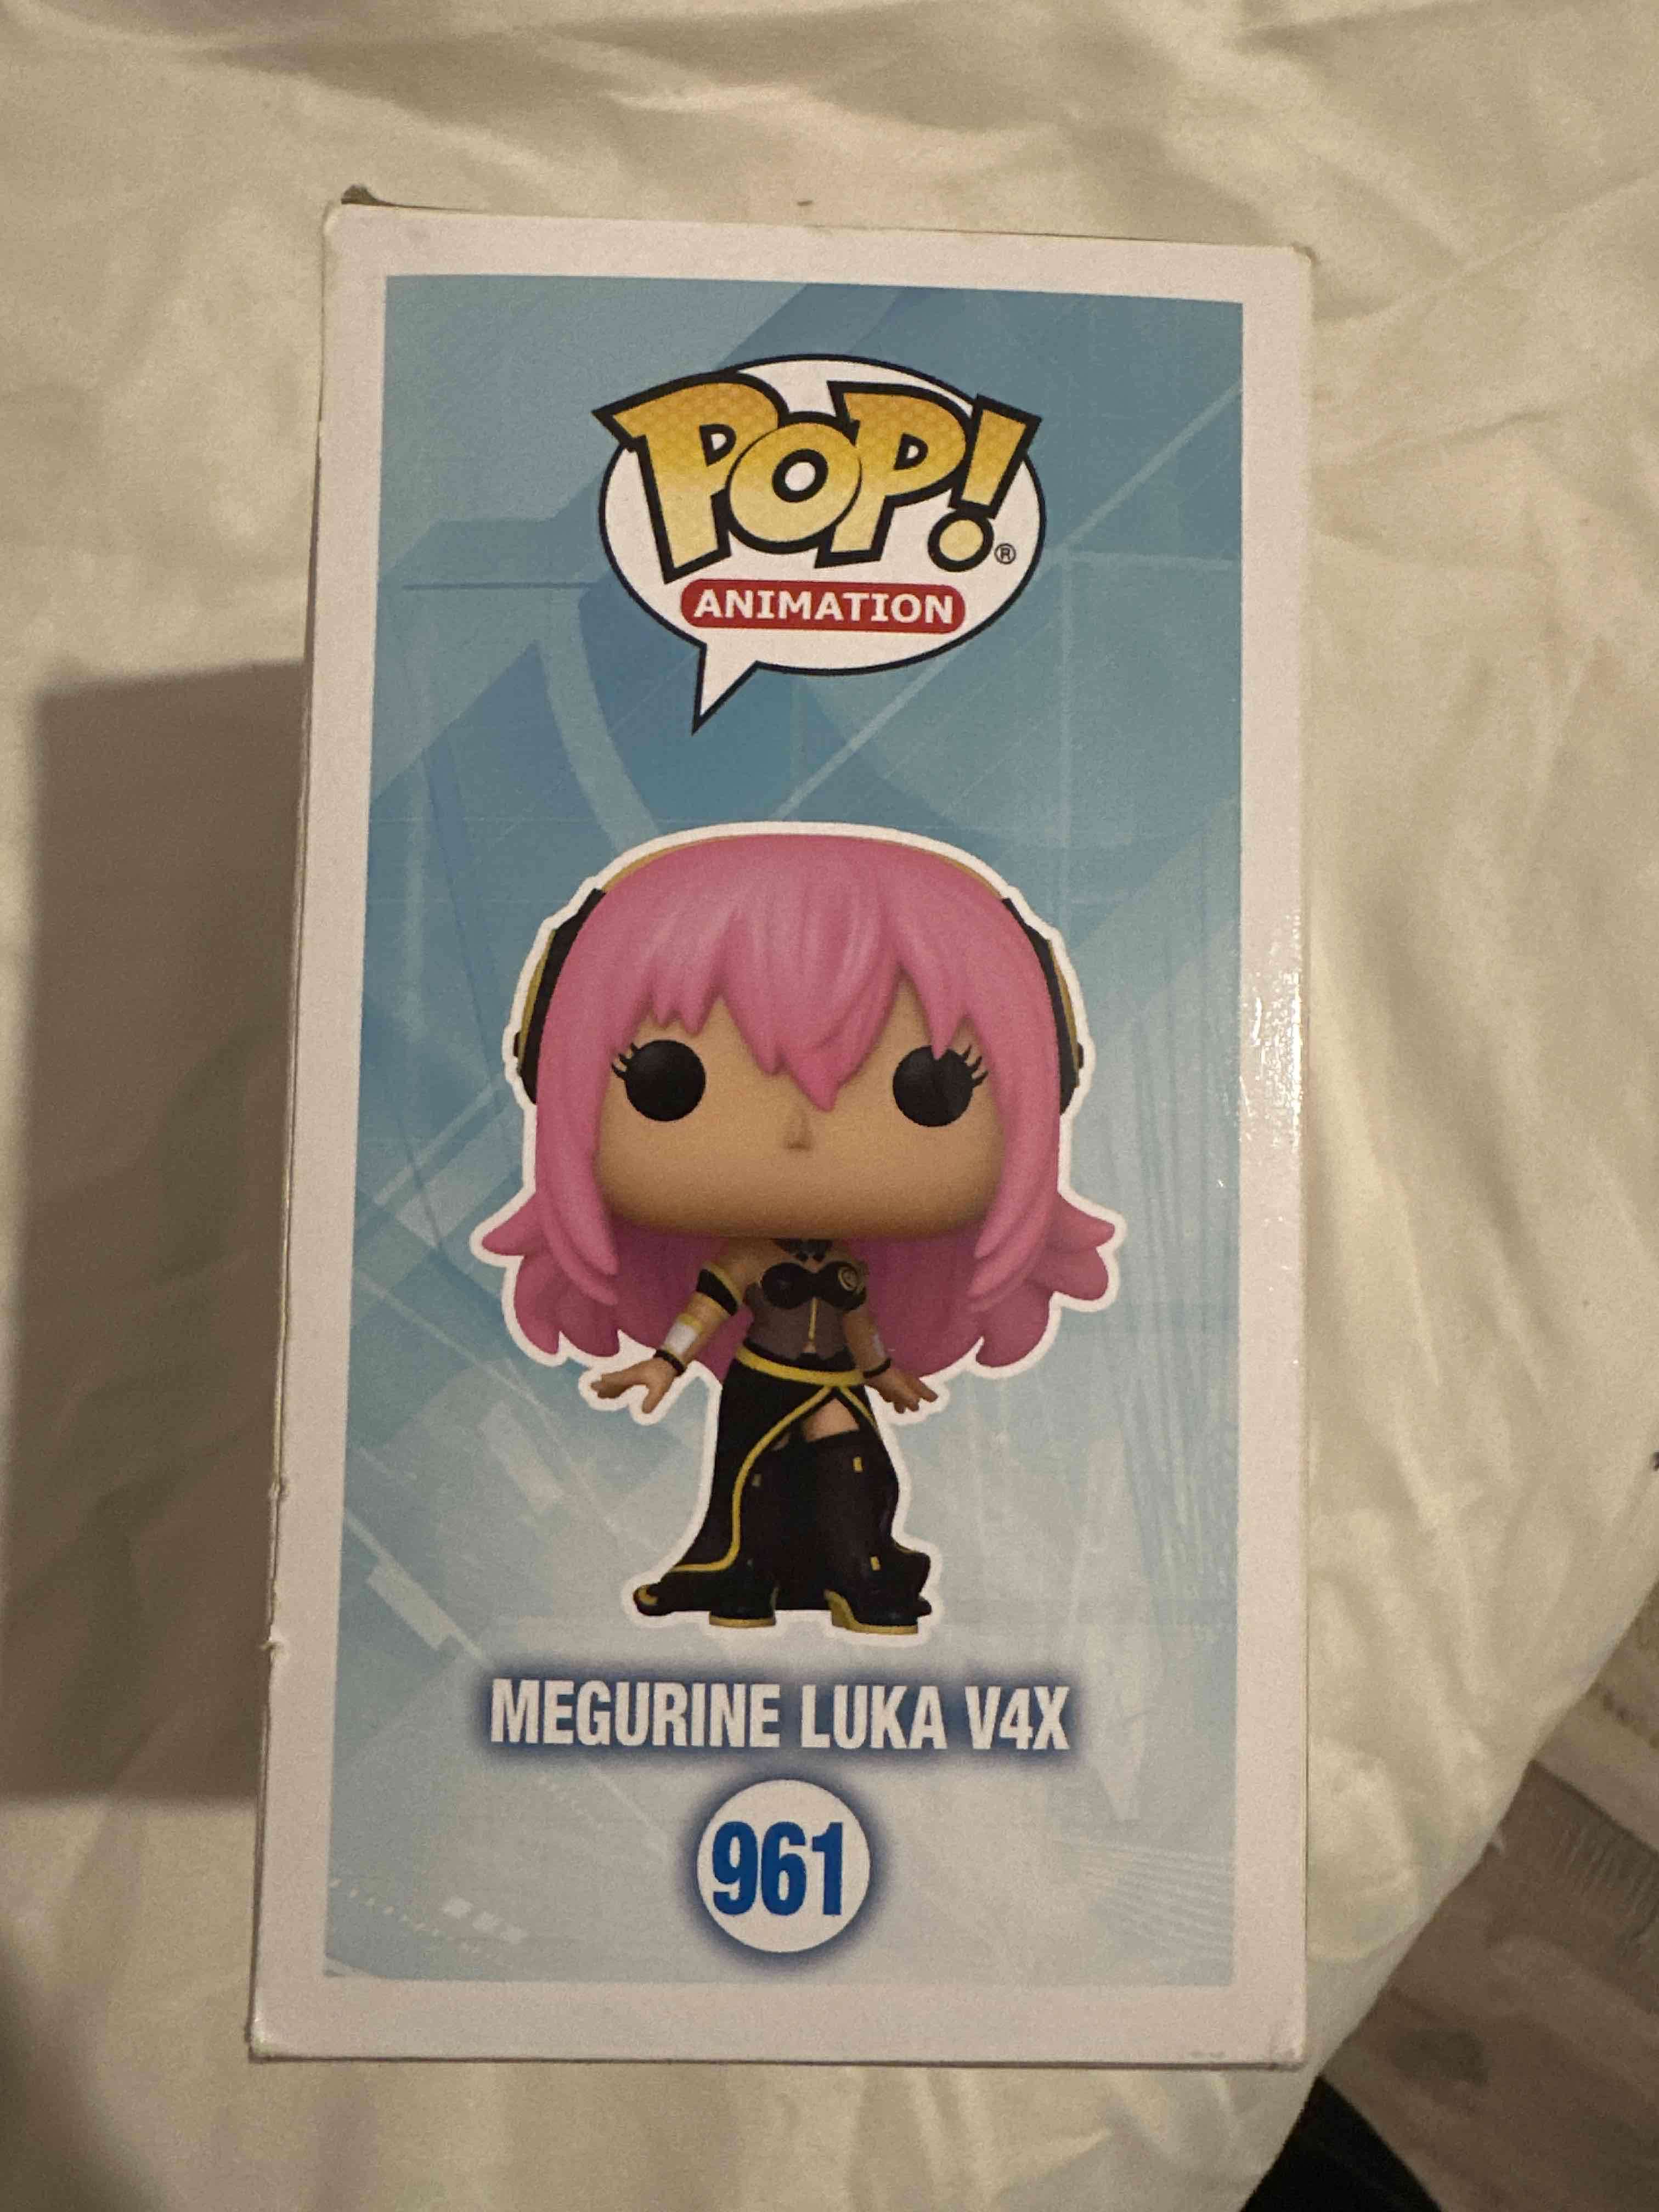 POP!®
ANIMATION
MEGURINE LUKA V4X
961